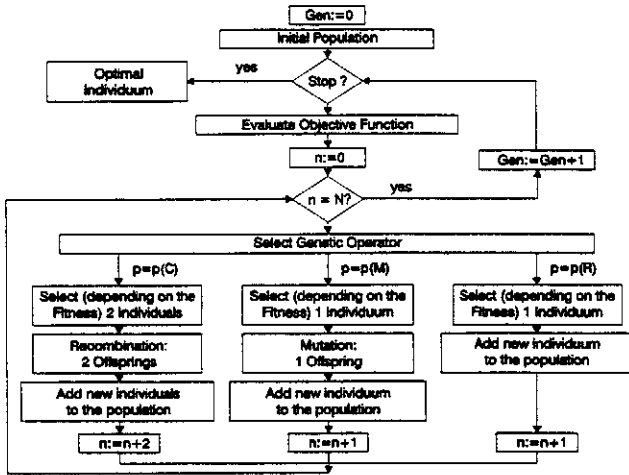 Gen:=0
Initial Population
Stop ?
yes
Optimal
individuum
Evaluate Objective Function
n:=0
Gen:=Gen+1
n = N?
yes
Select Genetic Operator
p=p(C)
p=p(M)
p=p(R)
Select (depending on the
Fitness) 2 Individuals
Select (depending on the
Fitness) 1 Individuum
Select (depending on the
Fitness) 1 Individuum
Recombination:
2 Offsprings
Mutation:
1 Offspring
Add new individuum
to the population
Add new individuals
to the population
Add new individuum
to the population
n:=n+2
n:=n+1
n:=n+1